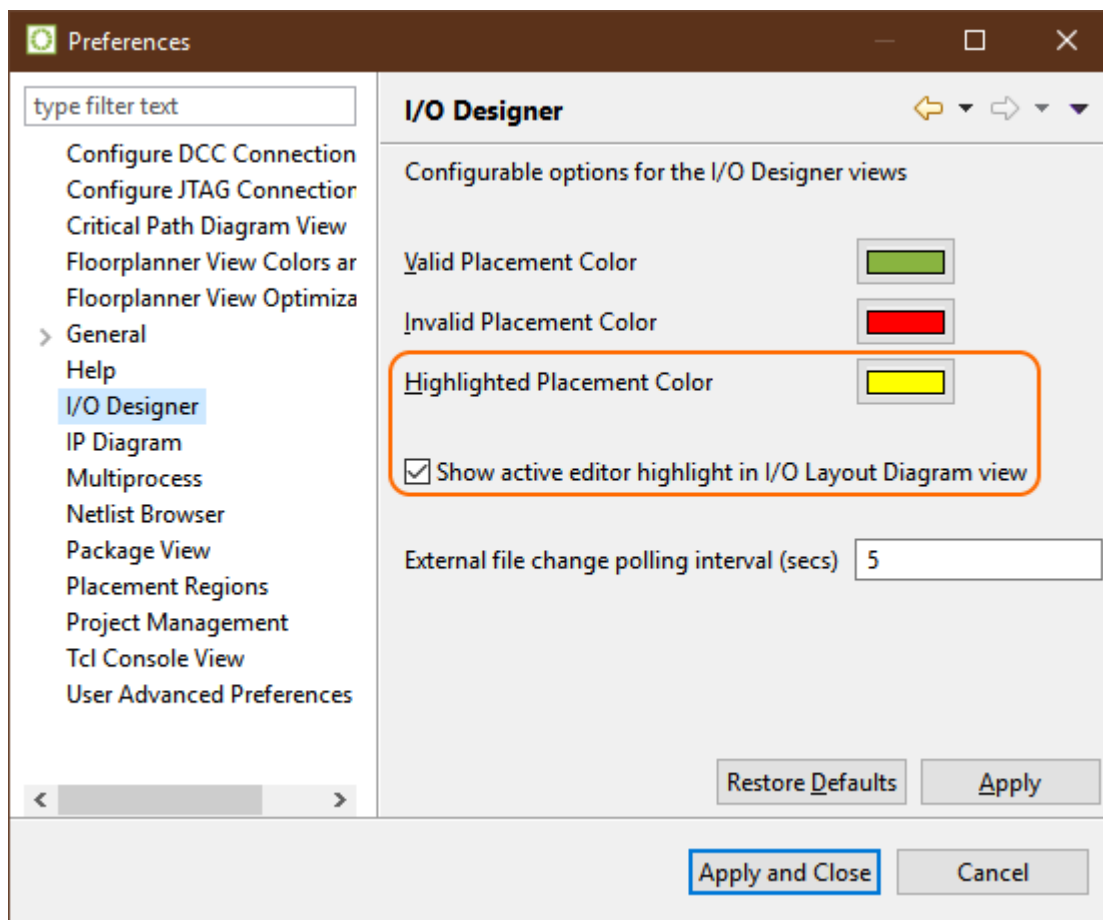 Preferences
type filter text
Configure DCC Connection
Configure JTAG Connection
Critical Path Diagram View
Floorplanner View Colors ar
Floorplanner View Optimiza
General
Help
I/O Designer
IP Diagram
Multiprocess
Netlist Browser
Package View
Placement Regions
Project Management
Tcl Console View
User Advanced Preferences
I/O Designer
Configurable options for the I/O Designer views
Valid Placement Color
Invalid Placement Color
Highlighted Placement Color
Show active editor highlight in I/O Layout Diagram view
External file change polling interval (secs) 5
Restore Defaults Apply
Apply and Close Cancel